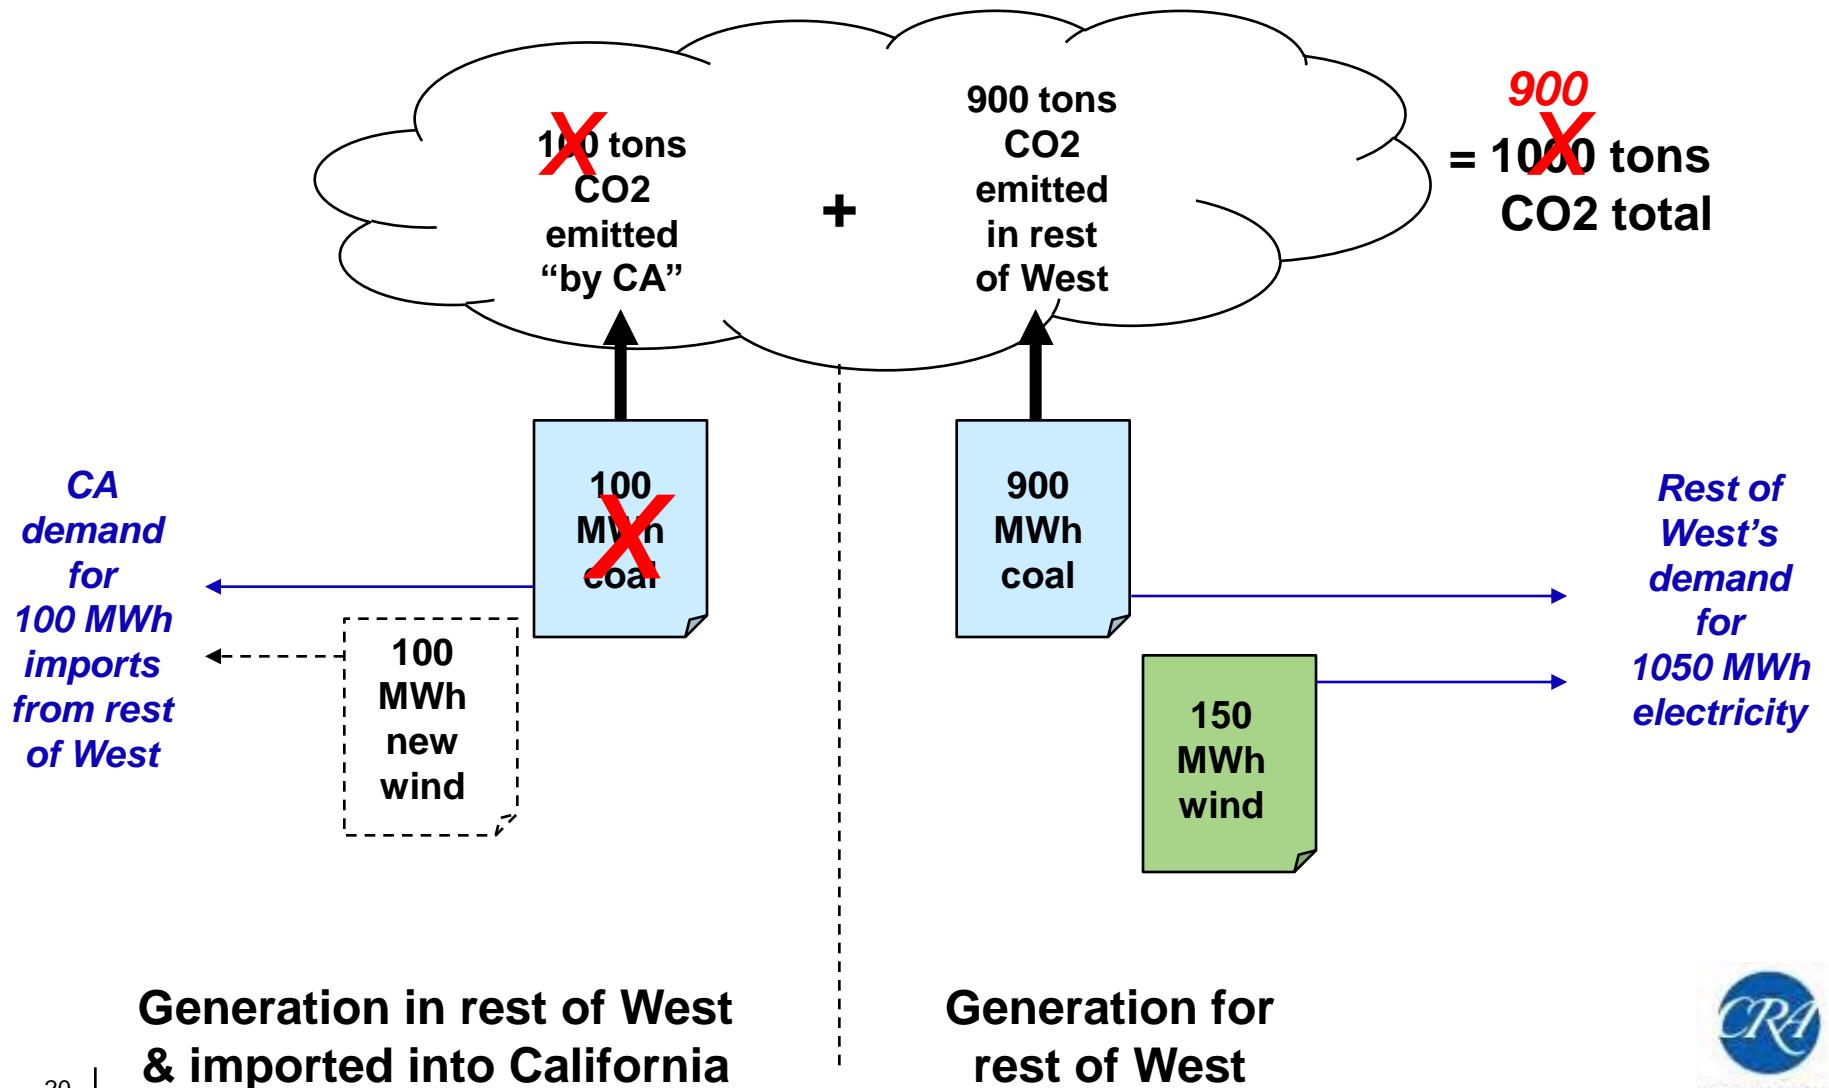 900
= 1000 tons
CO2 total
100 tons
CO2
emitted
“by CA”
+
900 tons
CO2
emitted
in rest
of West
X
X
CA
demand
for
100 MWh
imports
from rest
of West
100
MWh
coal
X
100
MWh
new
wind
900
MWh
coal
150
MWh
wind
Rest of
West’s
demand
for
1050 MWh
electricity
Generation in rest of West
& imported into California
Generation for
rest of West
20
CRA